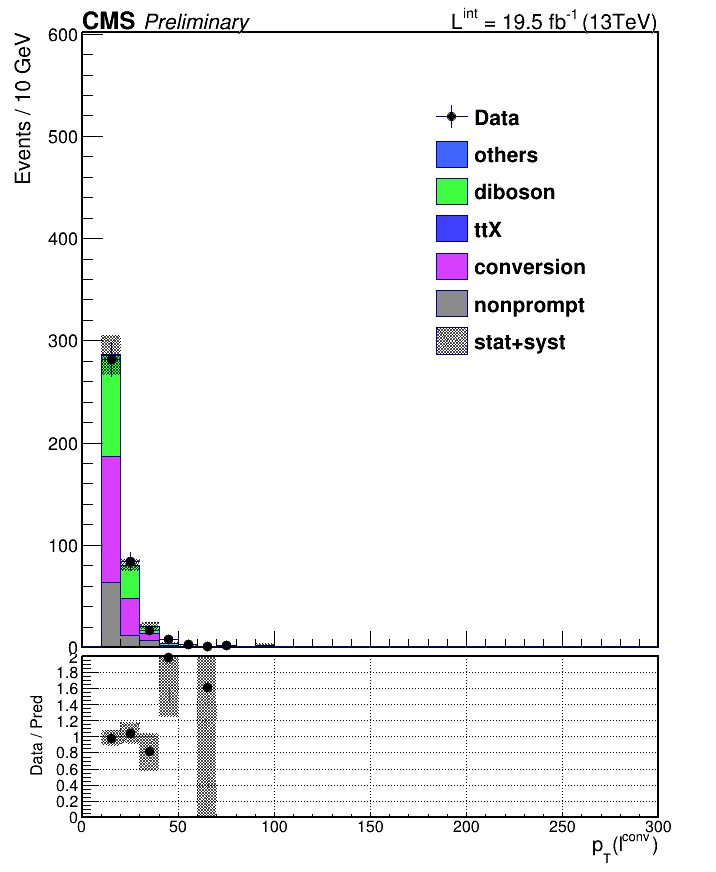 CMS Preliminary
L^int = 19.5 fb^-1 (13TeV)
Events / 10 GeV
600
500
400
300
200
100
0
Data
others
diboson
ttX
conversion
nonprompt
stat+syst
Data / Pred
2
1.8
1.6
1.4
1.2
1
0.8
0.6
0.4
0.2
0
0 50 100 150 200 250 300
p_T(l^conv)